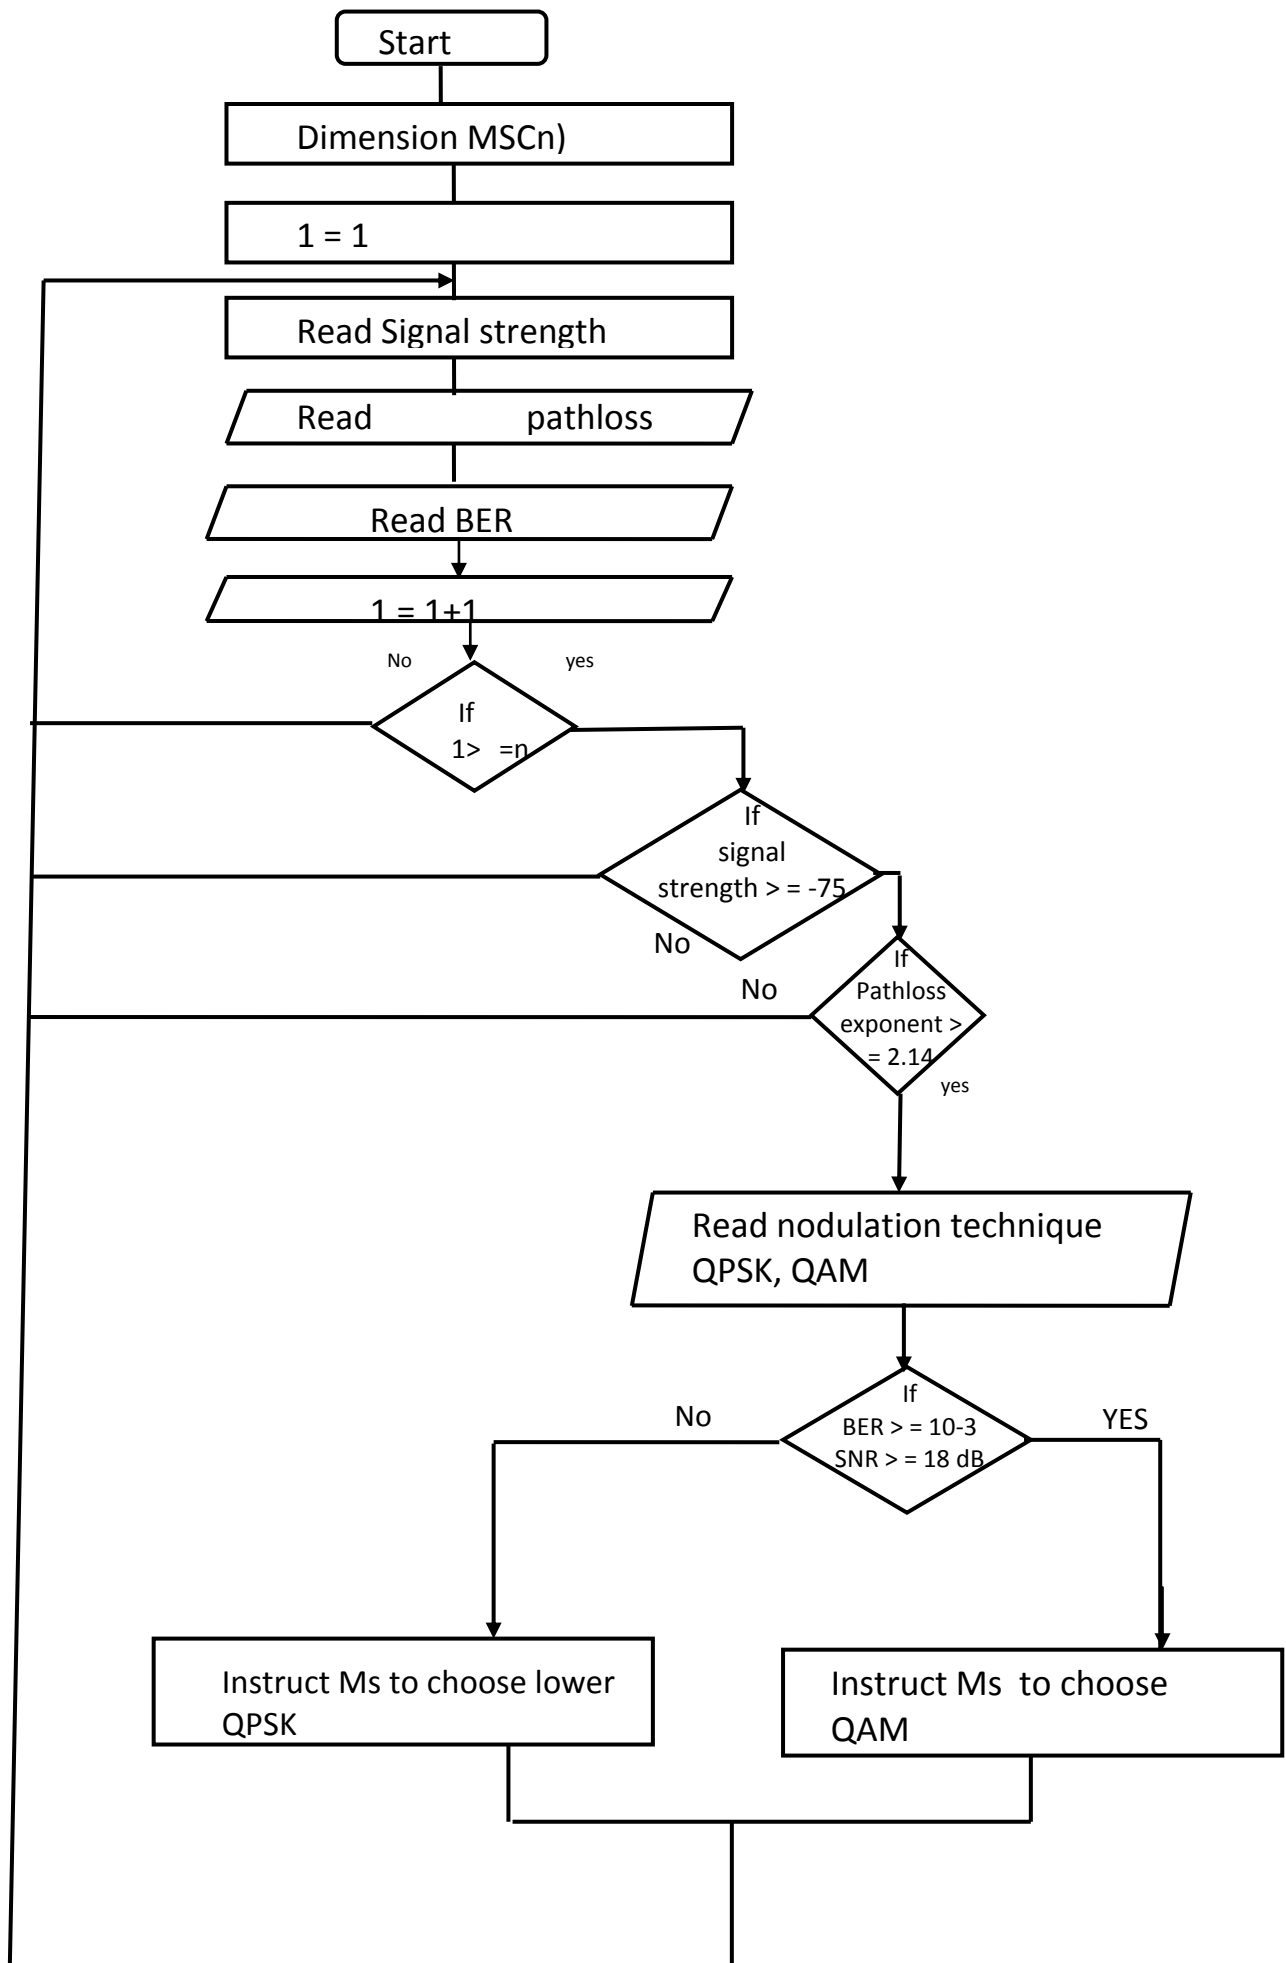 Start
Dimension MSCn)
1 = 1
Read Signal strength
Read pathloss
Read BER
1 = 1+1
No
yes
If
1> =n
If
signal
strength > = -75
No
No
If
Pathloss
exponent >
= 2.14
yes
Read nodulation technique
QPSK, QAM
No
If
BER > = 10-3
SNR > = 18 dB
YES
Instruct Ms to choose lower
QPSK
Instruct Ms to choose
QAM